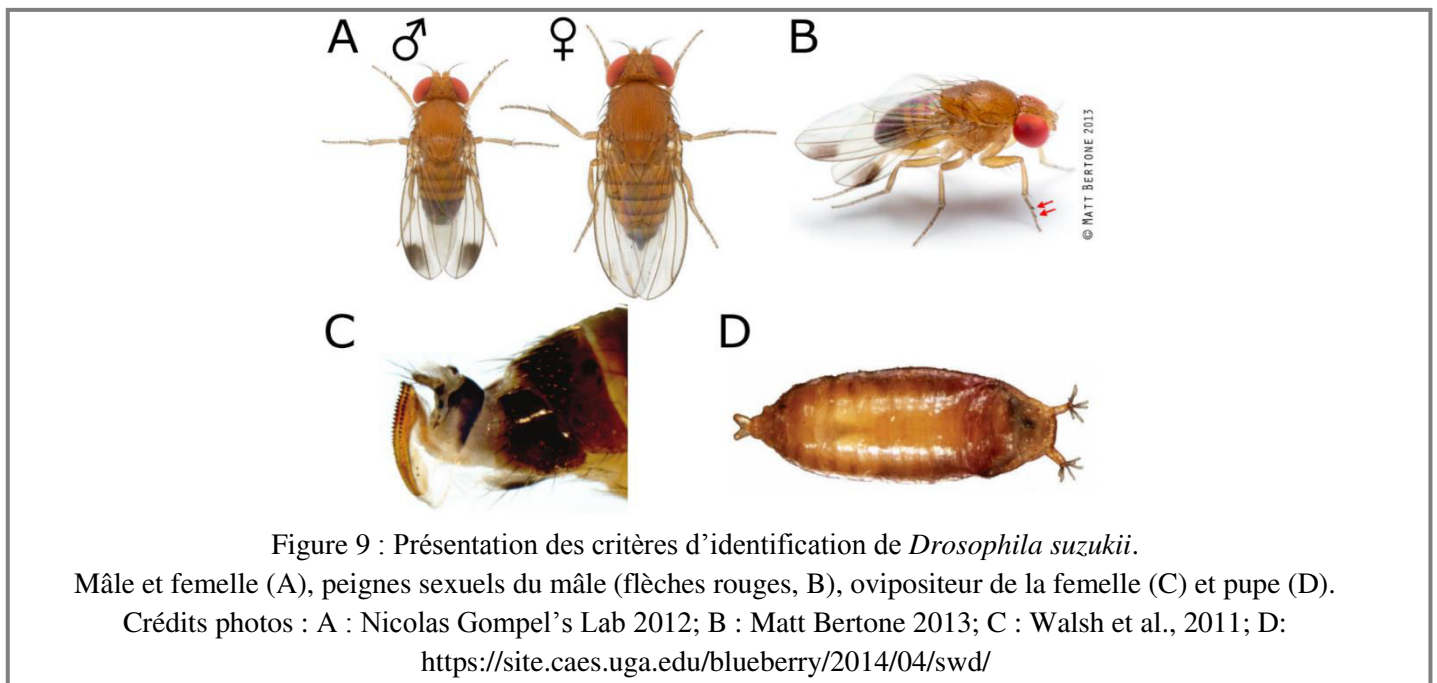 A ♂ ♀ B
© MATT BERTONE 2013
C D
Figure 9 : Présentation des critères d'identification de Drosophila suzukii.
Mâle et femelle (A), peignes sexuels du mâle (flèches rouges, B), ovipositeur de la femelle (C) et pupe (D).
Crédits photos : A : Nicolas Gompel's Lab 2012; B : Matt Bertone 2013; C : Walsh et al., 2011; D:
https://site.caes.uga.edu/blueberry/2014/04/swd/